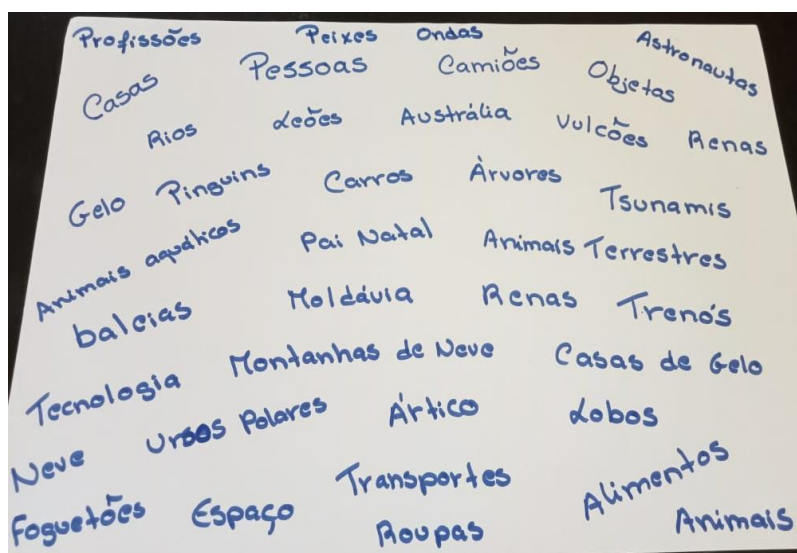 Profissões Peixes Ondas Astronautas
Casas Pessoas Camiões Objetos
Rios Leões Austrália Vulcões Renas
Gelo Pinguins Carros Àrvores Tsunamis
Animais aquáticos Pai Natal Animais Terrestres
baleias Moldávia Renas Trenós
Tecnologia Montanhas de Neve Casas de Gelo
Neve Ursos Polares Ártico Lobos
Foguetões Espaço Transportes Alimentos
Roupas Animais